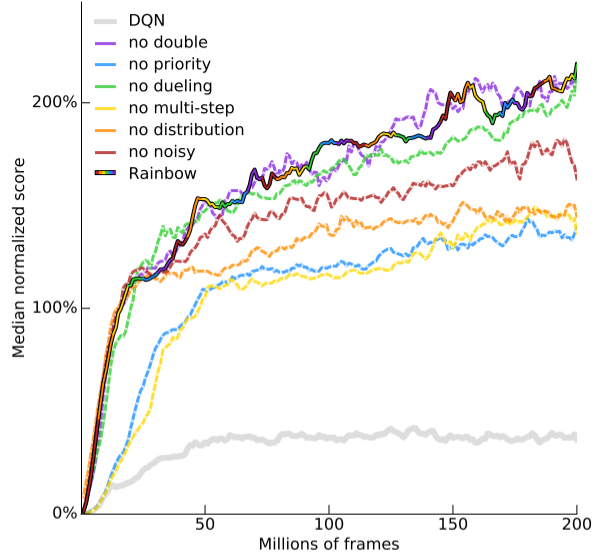 DQN
no double
no priority
no dueling
no multi-step
no distribution
no noisy
Rainbow
200%
100%
0%
Median normalized score
50
100
150
200
Millions of frames